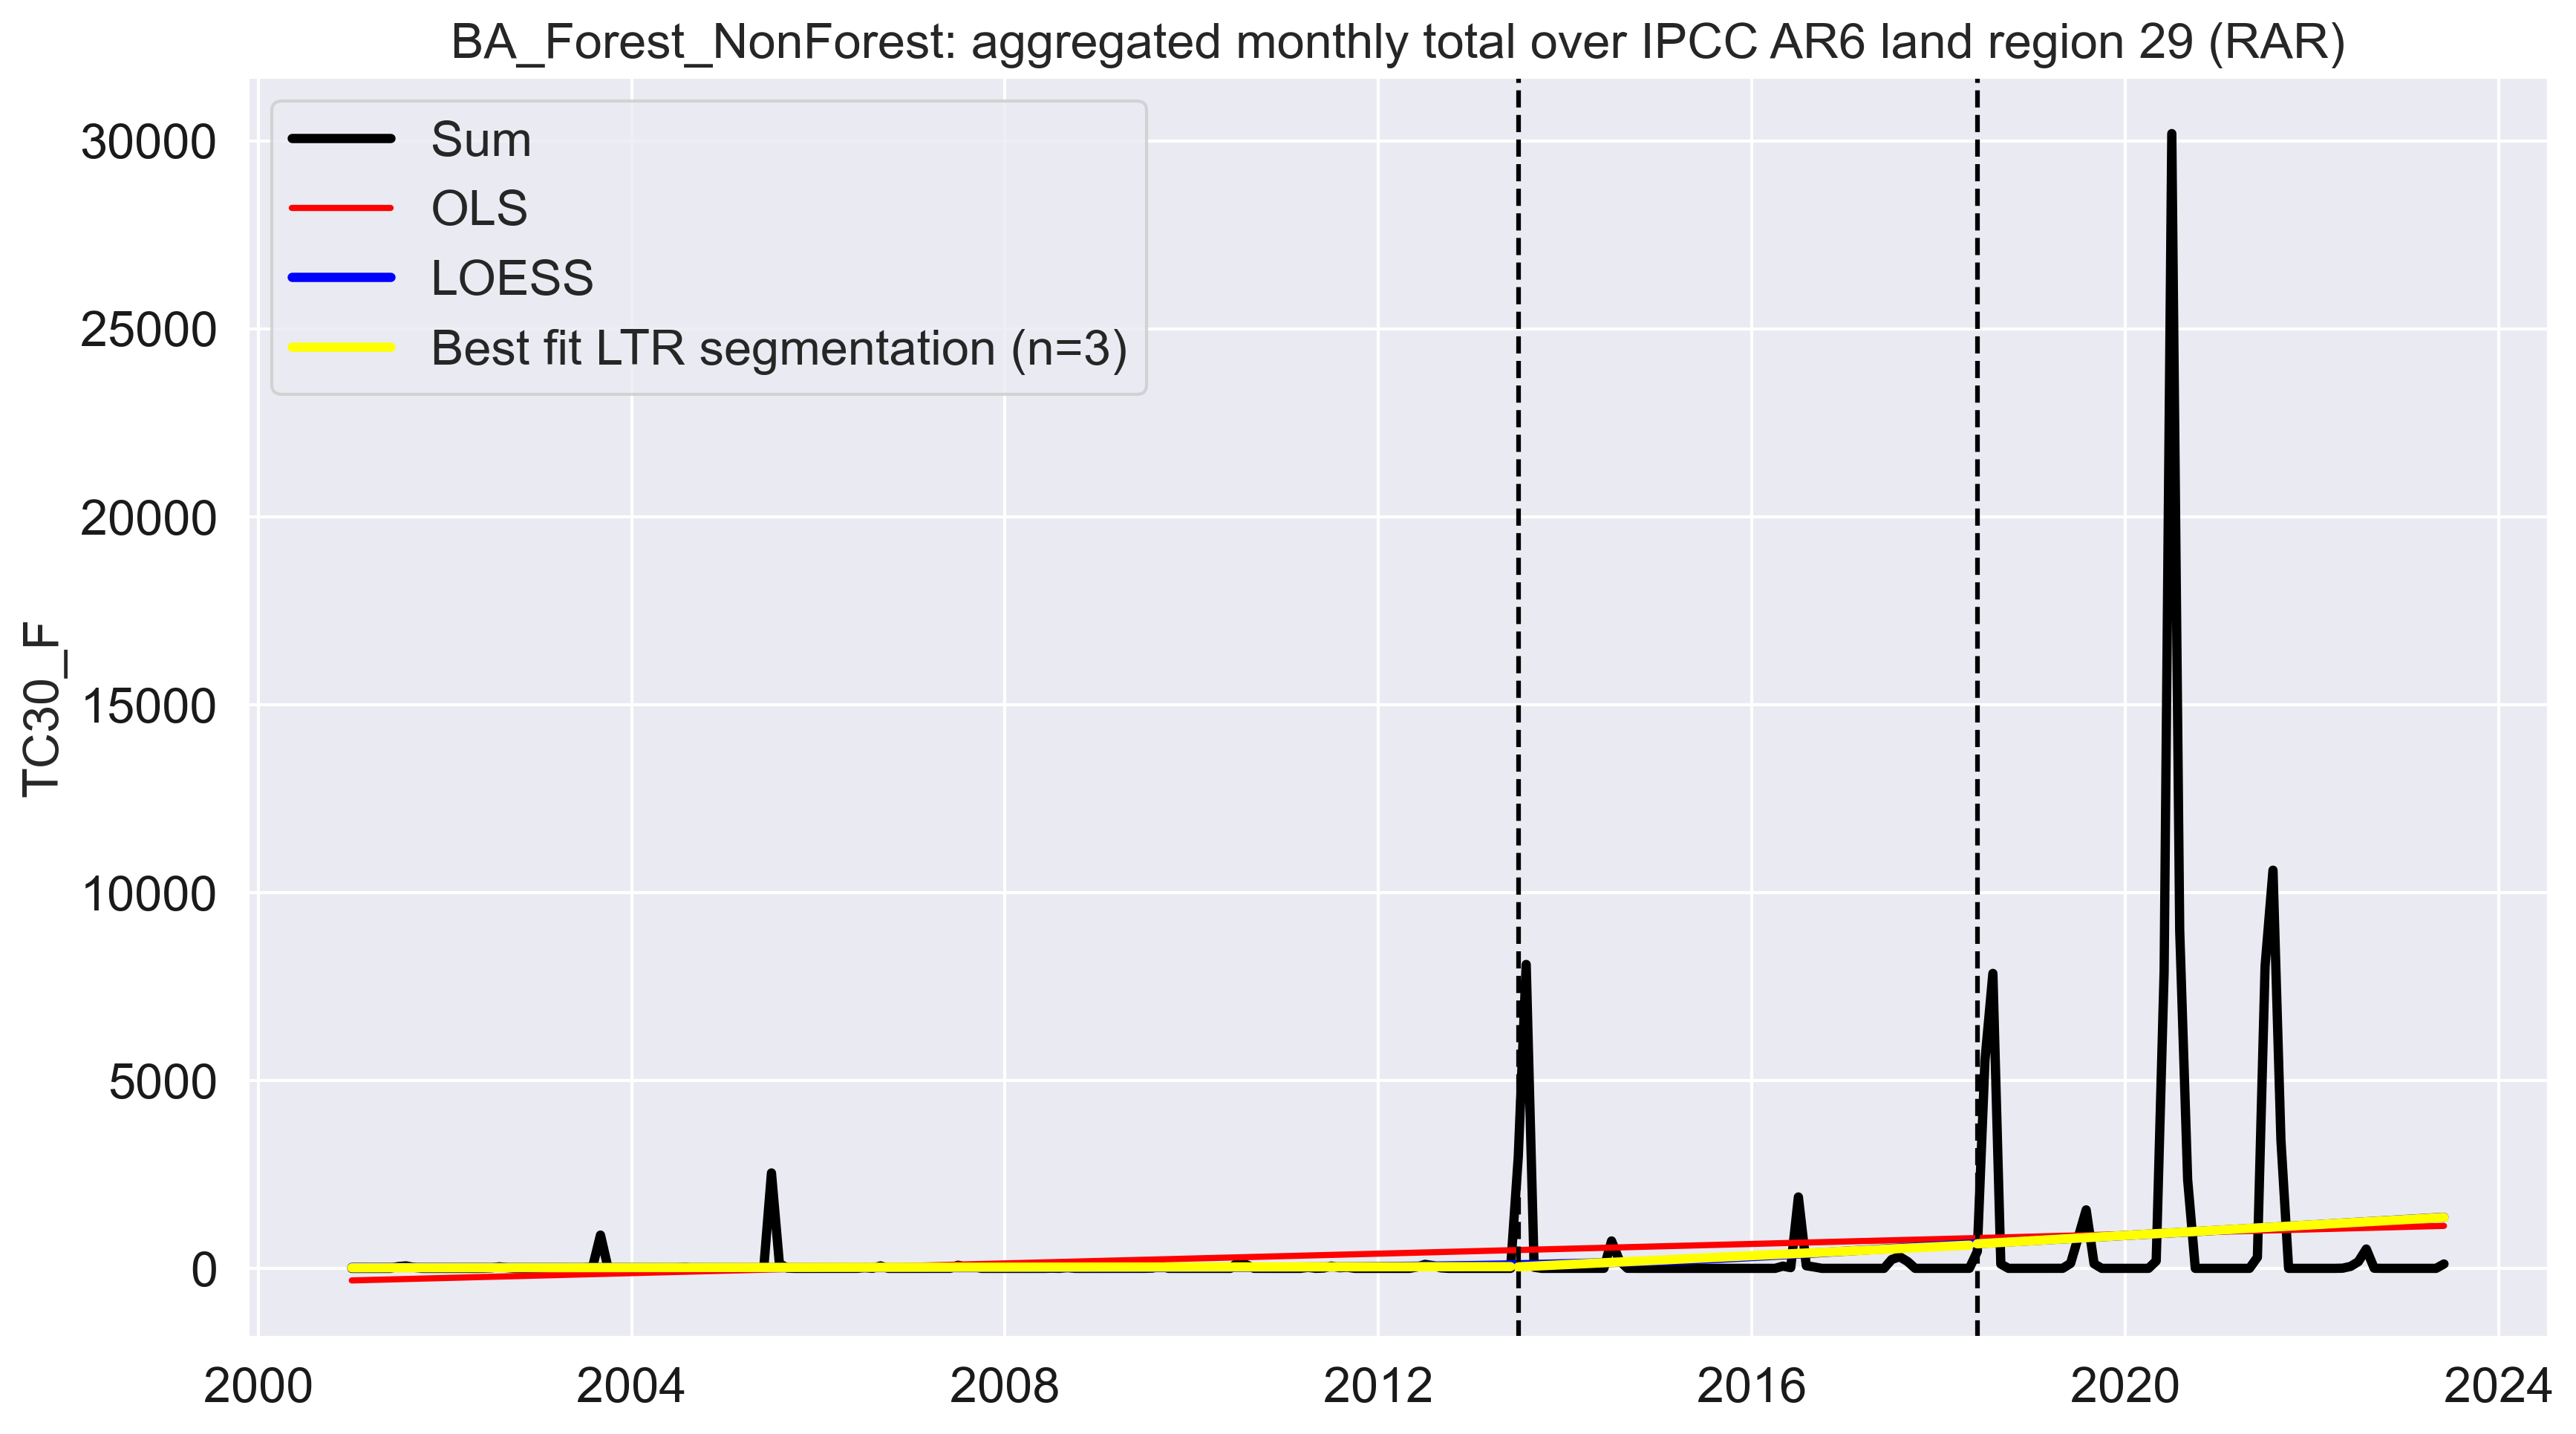 BA_Forest_NonForest: aggregated monthly total over IPCC AR6 land region 29 (RAR)
Sum
OLS
LOESS
Best fit LTR segmentation (n=3)
TC30_F
30000
25000
20000
15000
10000
5000
0
2000 2004 2008 2012 2016 2020 2024